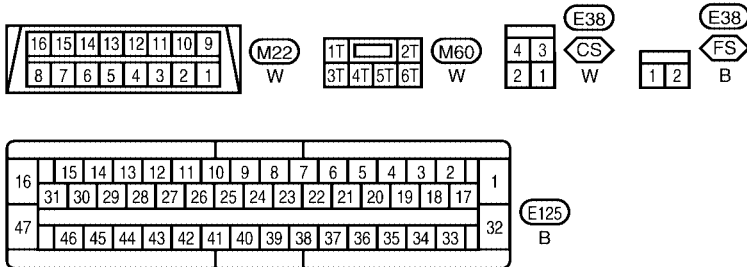 16 15 14 13 12 11 10 9
8 7 6 5 4 3 2 1
M22
W
1T 2T
3T 4T 5T 6T
M60
W
4 3
2 1
E38
CS
W
1 2
E38
FS
B
16 15 14 13 12 11 10 9 8 7 6 5 4 3 2 1
31 30 29 28 27 26 25 24 23 22 21 20 19 18 17
47 46 45 44 43 42 41 40 39 38 37 36 35 34 33 32
E125
B